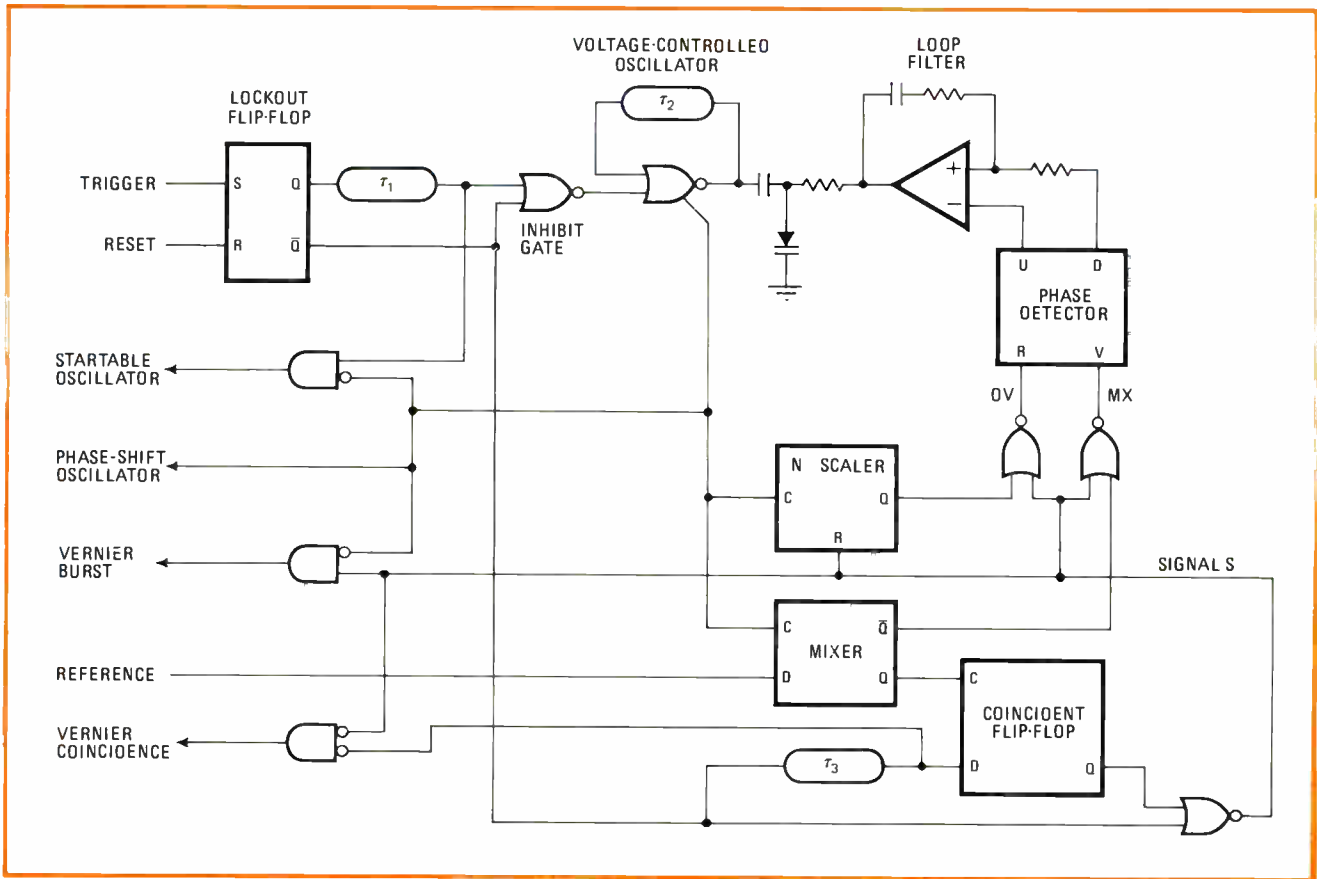 VOLTAGE-CONTROLLEO
OSCILLATOR
LOOP
FILTER
LOCKOUT
FLIP-FLOP
τ2
TRIGGER
S
Q
τ1
+
−
RESET
R
Q̅
INHIBIT
GATE
U
D
PHASE
OETECTOR
R
V
STARTABLE
OSCILLATOR
OV
MX
PHASE-SHIFT
OSCILLATOR
N SCALER
C
Q
R
VERNIER
BURST
SIGNAL S
C
Q̅
MIXER
REFERENCE
D
Q
C
COINCIOENT
FLIP-FLOP
VERNIER
COINCIOENCE
τ3
D
Q